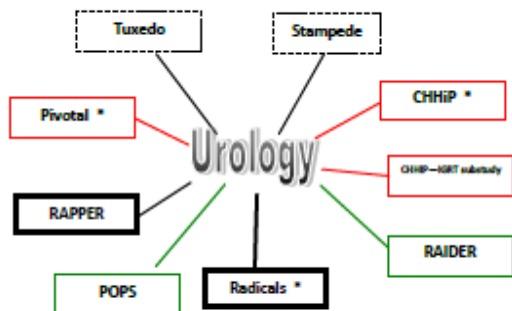 Tuxedo
Stampede
Pivotal *
CHHiP *
Urology
CHHIP—IGRT substudy
RAPPER
RAIDER
POPS
Radicals *